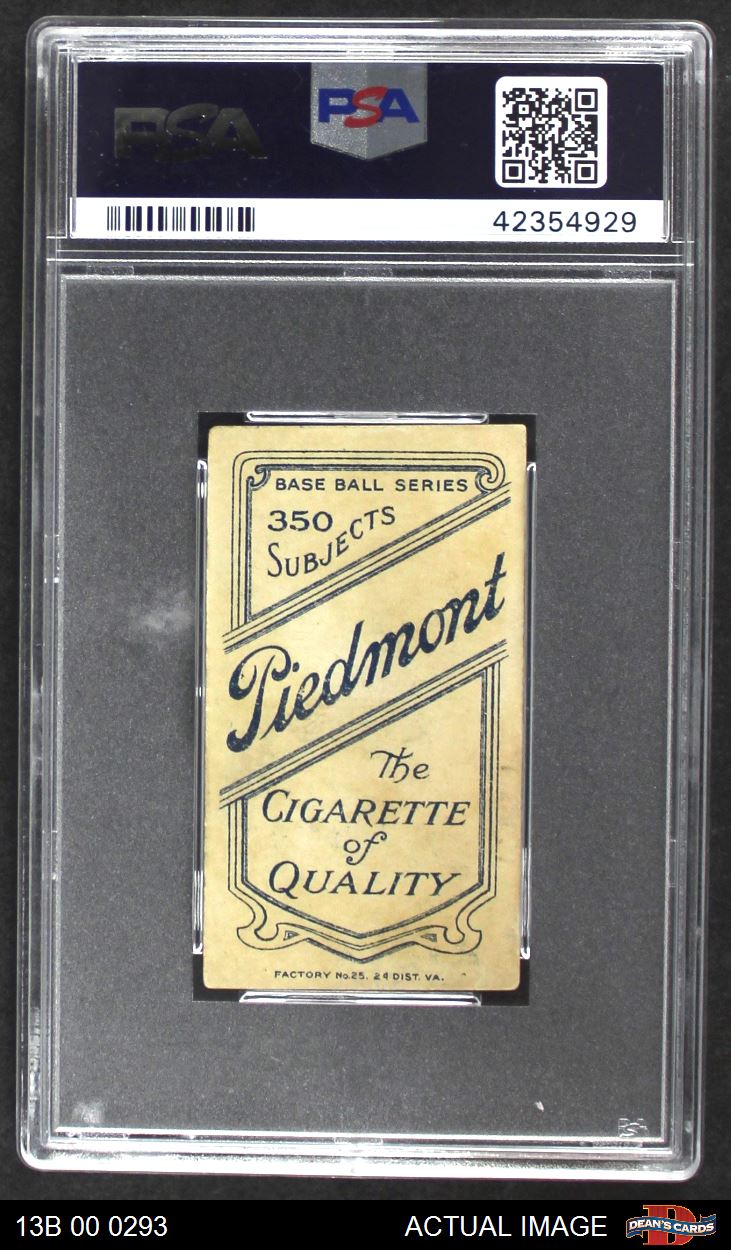 PSA
PSA
42354929
BASE BALL SERIES
350
SUBJECTS
Piedmont
The
CIGARETTE
of
QUALITY
FACTORY No. 25. 2d DIST. VA.
PSA
13B 00 0293 ACTUAL IMAGE DEAN'S CARDS